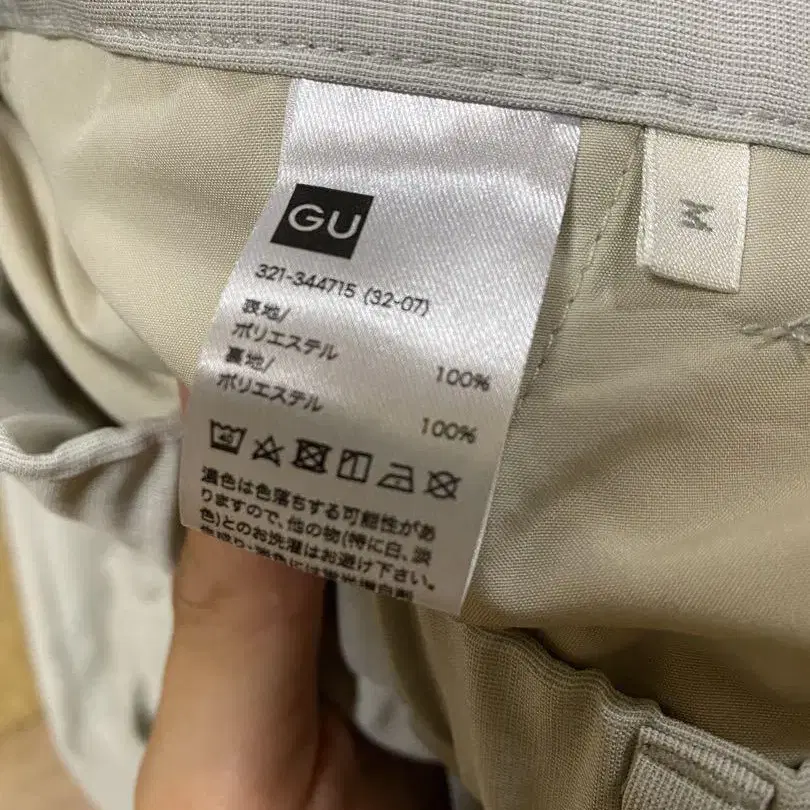 GU
321-344715 (32-07)
表地/
ポリエステル 100%
裏地/
ポリエステル 100%
40
濃色は色落ちする可能性があ
りますので、他の物(特に白、淡
色)とのお洗濯はお避け下さい。
M